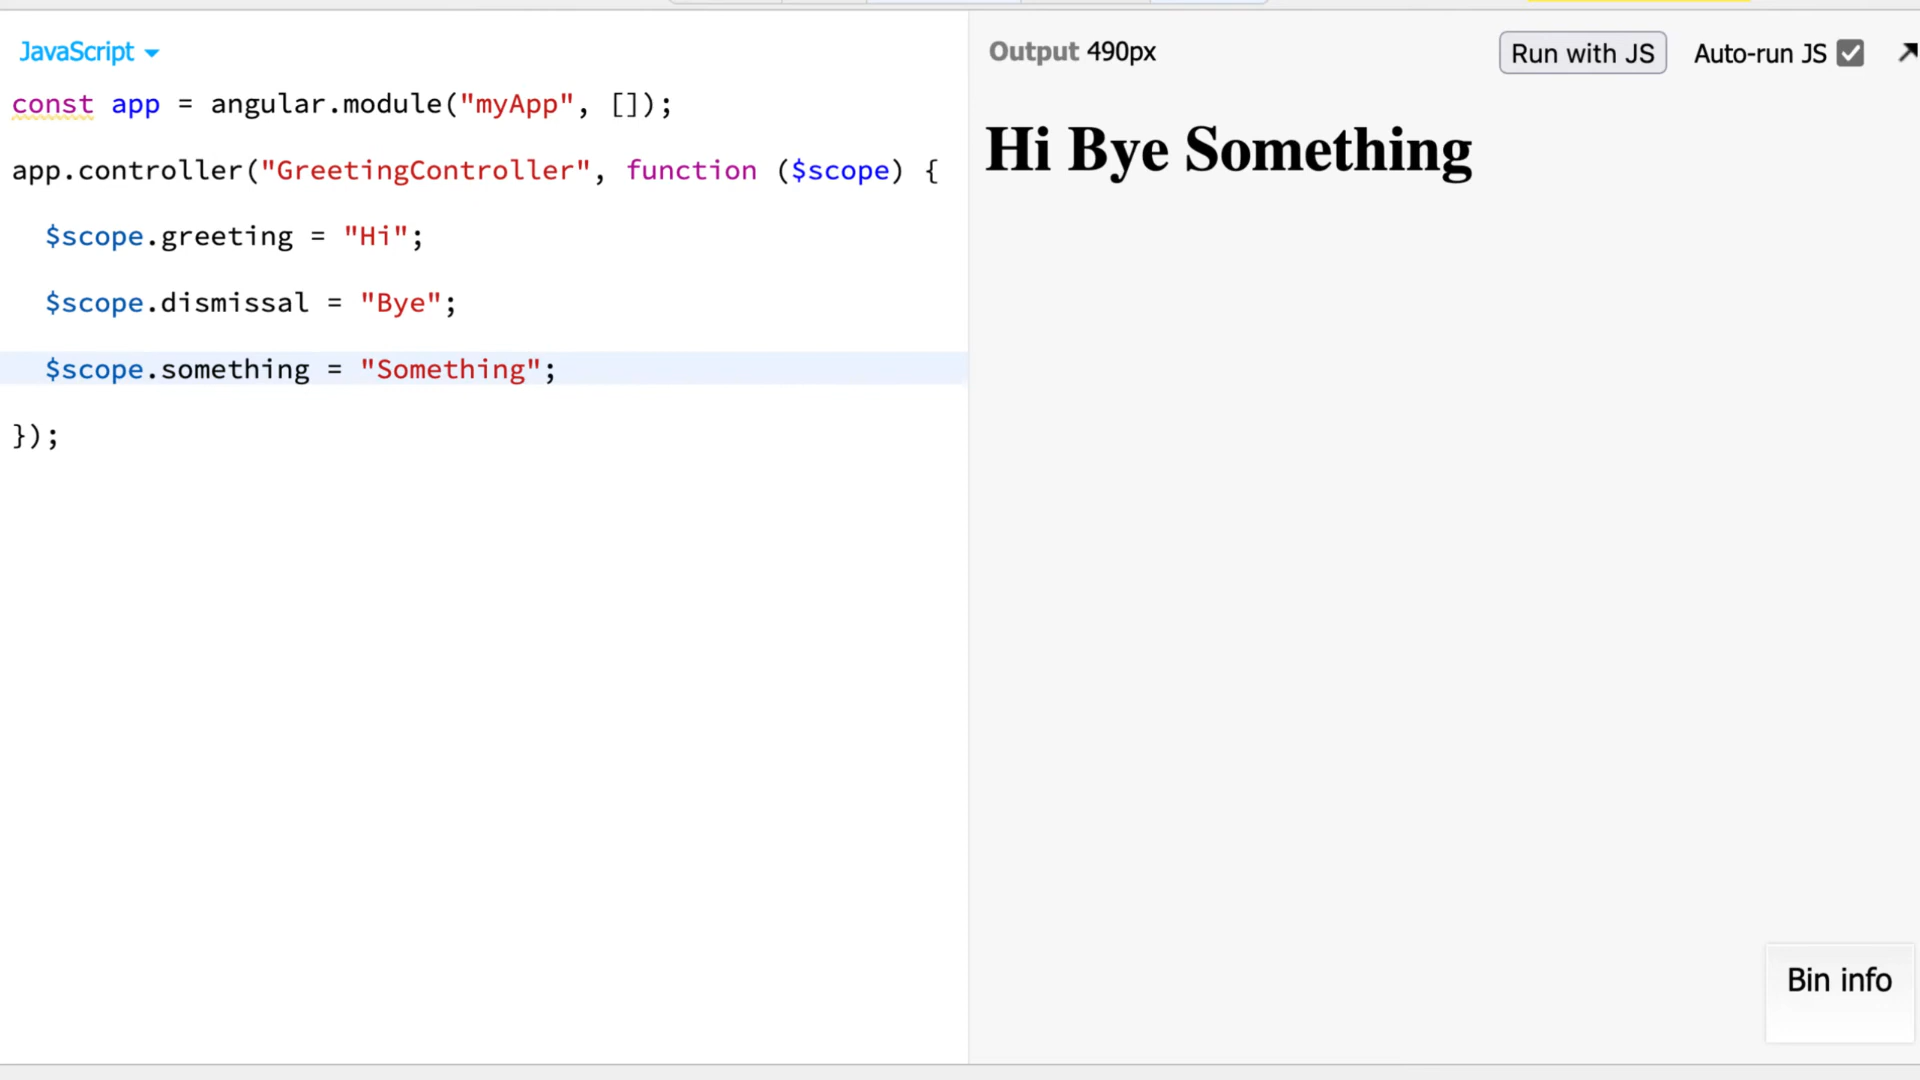 JavaScript
const app = angular.module("myApp", []);
app.controller("GreetingController", function ($scope) {
$scope.greeting = "Hi";
$scope.dismissal = "Bye";
$scope.something = "Something";
});
Output 490px
Run with JS
Auto-run JS
Hi Bye Something
Bin info